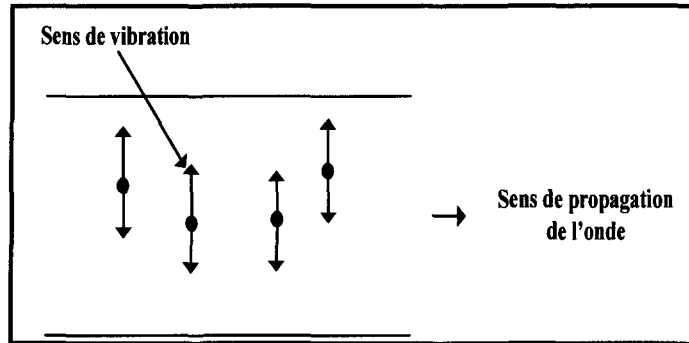 Sens de vibration
Sens de propagation
de l'onde